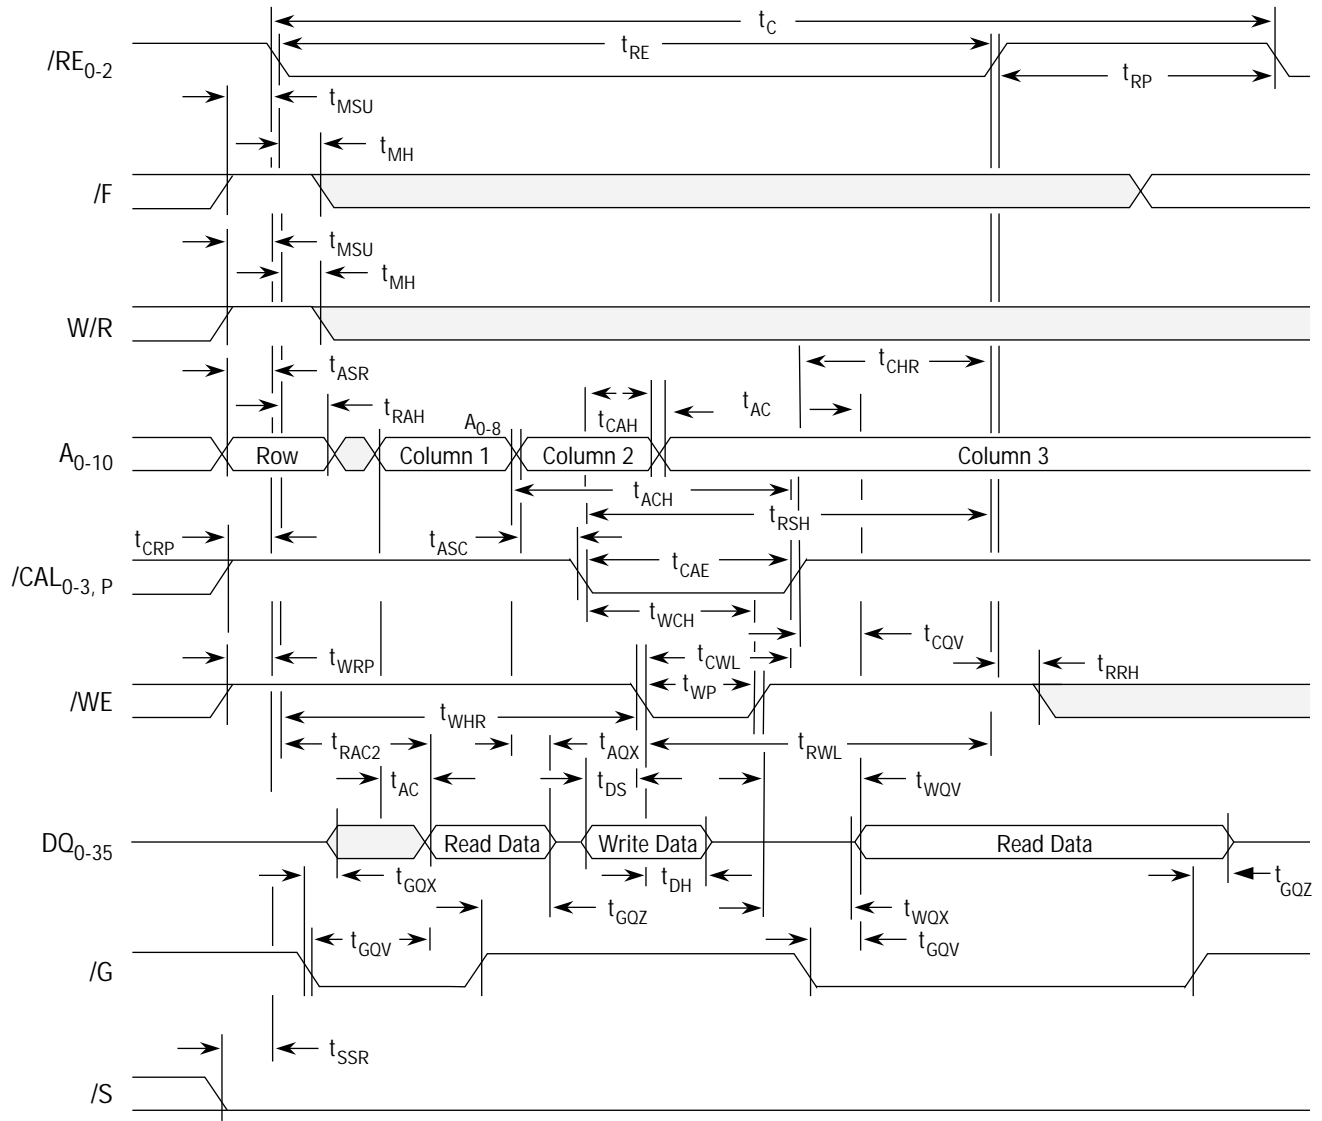 tC
/RE0-2
tRE
tRP
tMSU
tMH
/F
tMSU
tMH
W/R
tASR
tCHR
tRAH
A0-8
tCAH
tAC
A0-10
Row
Column 1
Column 2
Column 3
tACH
tRSH
tCRP
tASC
/CAL0-3, P
tCAE
tWCH
tCQV
tWRP
tCWL
tRRH
/WE
tWP
tWHR
tRAC2
tAQX
tRWL
tAC
tDS
tWQV
DQ0-35
Read Data
Write Data
Read Data
tGQX
tDH
tGQZ
tGQZ
tWQX
tGQV
tGQV
/G
tSSR
/S